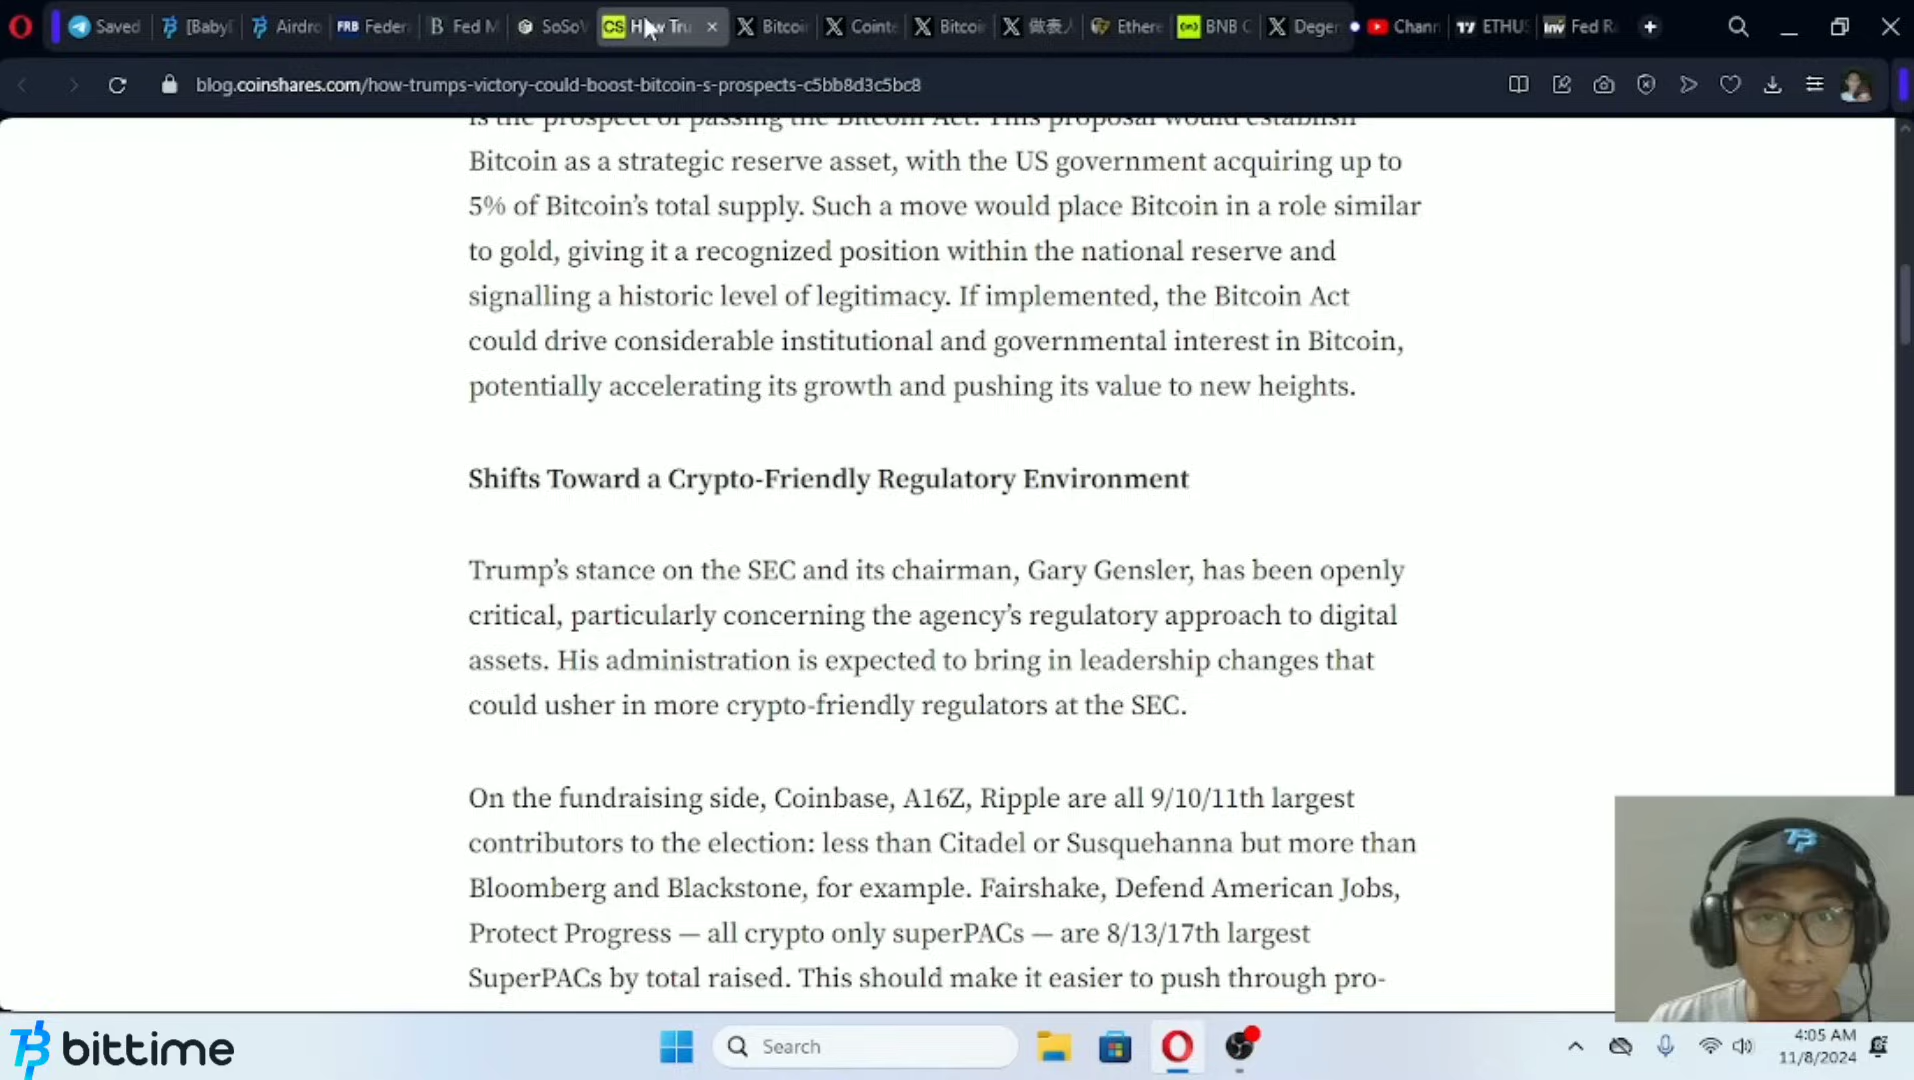 Saved
[Baby
Airdro
FRB Feder
B Fed M
SoSoV
CS How Tru
Bitcoi
Cointe
Bitcoi
做表人
Ethere
BNB C
Degen
Chann
ETHUS
Inv Fed Ra
blog.coinshares.com/how-trumps-victory-could-boost-bitcoin-s-prospects-c5bb8d3c5bc8
is the prospect of passing the Bitcoin Act. This proposal would establish
Bitcoin as a strategic reserve asset, with the US government acquiring up to
5% of Bitcoin’s total supply. Such a move would place Bitcoin in a role similar
to gold, giving it a recognized position within the national reserve and
signalling a historic level of legitimacy. If implemented, the Bitcoin Act
could drive considerable institutional and governmental interest in Bitcoin,
potentially accelerating its growth and pushing its value to new heights.
Shifts Toward a Crypto-Friendly Regulatory Environment
Trump’s stance on the SEC and its chairman, Gary Gensler, has been openly
critical, particularly concerning the agency’s regulatory approach to digital
assets. His administration is expected to bring in leadership changes that
could usher in more crypto-friendly regulators at the SEC.
On the fundraising side, Coinbase, A16Z, Ripple are all 9/10/11th largest
contributors to the election: less than Citadel or Susquehanna but more than
Bloomberg and Blackstone, for example. Fairshake, Defend American Jobs,
Protect Progress — all crypto only superPACs — are 8/13/17th largest
SuperPACs by total raised. This should make it easier to push through pro-
bittime
Search
4:05 AM
11/8/2024